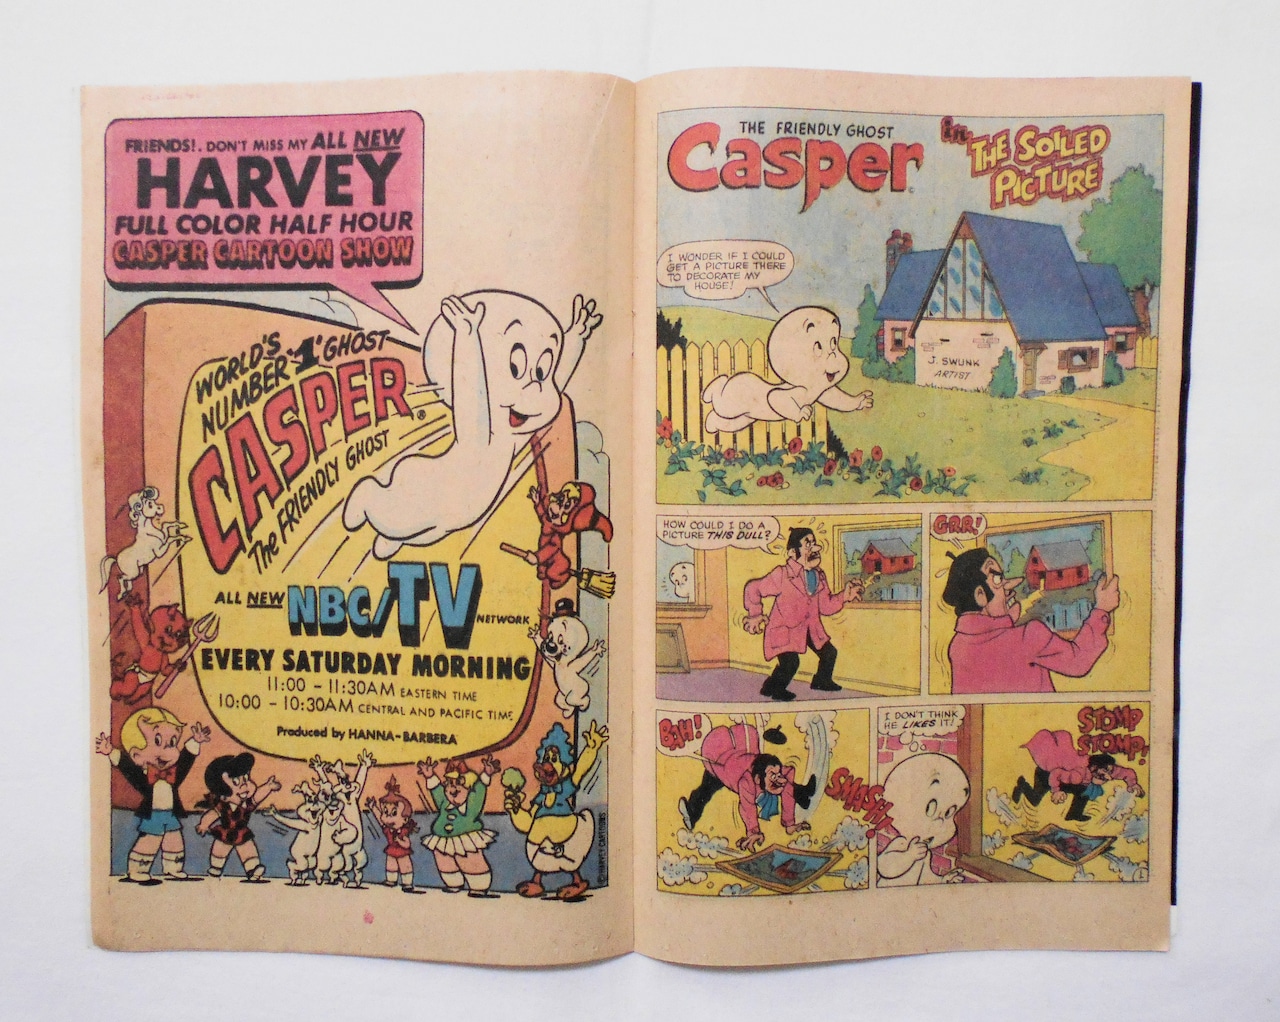 FRIENDS!. DON'T MISS MY ALL NEW
HARVEY
FULL COLOR HALF HOUR
CASPER CARTOON SHOW
WORLD'S
NUMBER "1" GHOST
CASPER®
The FRIENDLY GHOST
ALL NEW NBC/TV NETWORK
EVERY SATURDAY MORNING
11:00 - 11:30AM EASTERN TIME
10:00 - 10:30AM CENTRAL AND PACIFIC TIME
Produced by HANNA-BARBERA
© HARVEY CARTOONS
THE FRIENDLY GHOST
Casper©
in THE SOILED
PICTURE
I WONDER IF I COULD
GET A PICTURE THERE
TO DECORATE MY
HOUSE!
J. SWUNK
ARTIST
HOW COULD I DO A
PICTURE THIS DULL?
GRR!
BAH!
SMASH!
I DON'T THINK
HE LIKES IT!
STOMP
STOMP!
1